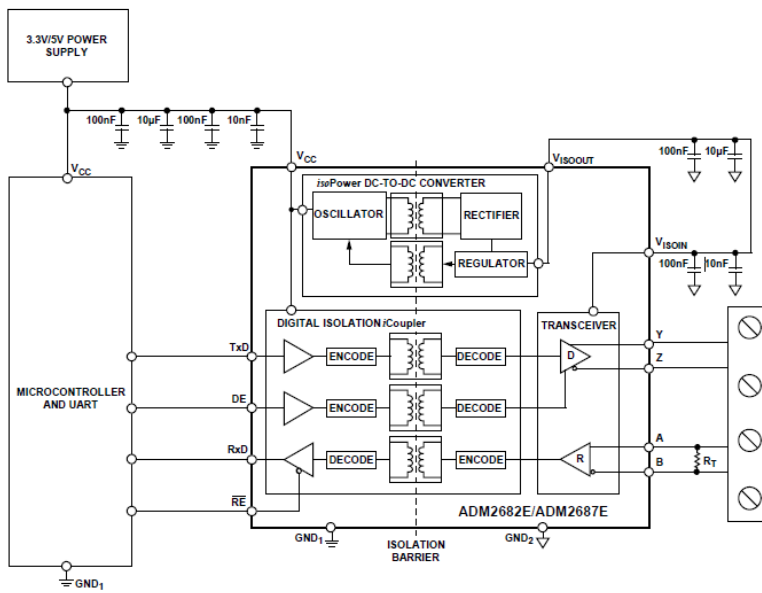 3.3V/5V POWER
SUPPLY
100nF 10µF 100nF 10nF
100nF 10µF
VCC
VCC
VISOOUT
isoPower DC-TO-DC CONVERTER
OSCILLATOR
RECTIFIER
REGULATOR
VISOIN
100nF 10nF
DIGITAL ISOLATION iCoupler
TRANSCEIVER
MICROCONTROLLER
AND UART
TxD
ENCODE
DECODE
D
Y
Z
DE
ENCODE
DECODE
RxD
DECODE
ENCODE
R
A
B
RT
RE
ADM2682E/ADM2687E
GND1
ISOLATION
BARRIER
GND2
GND1